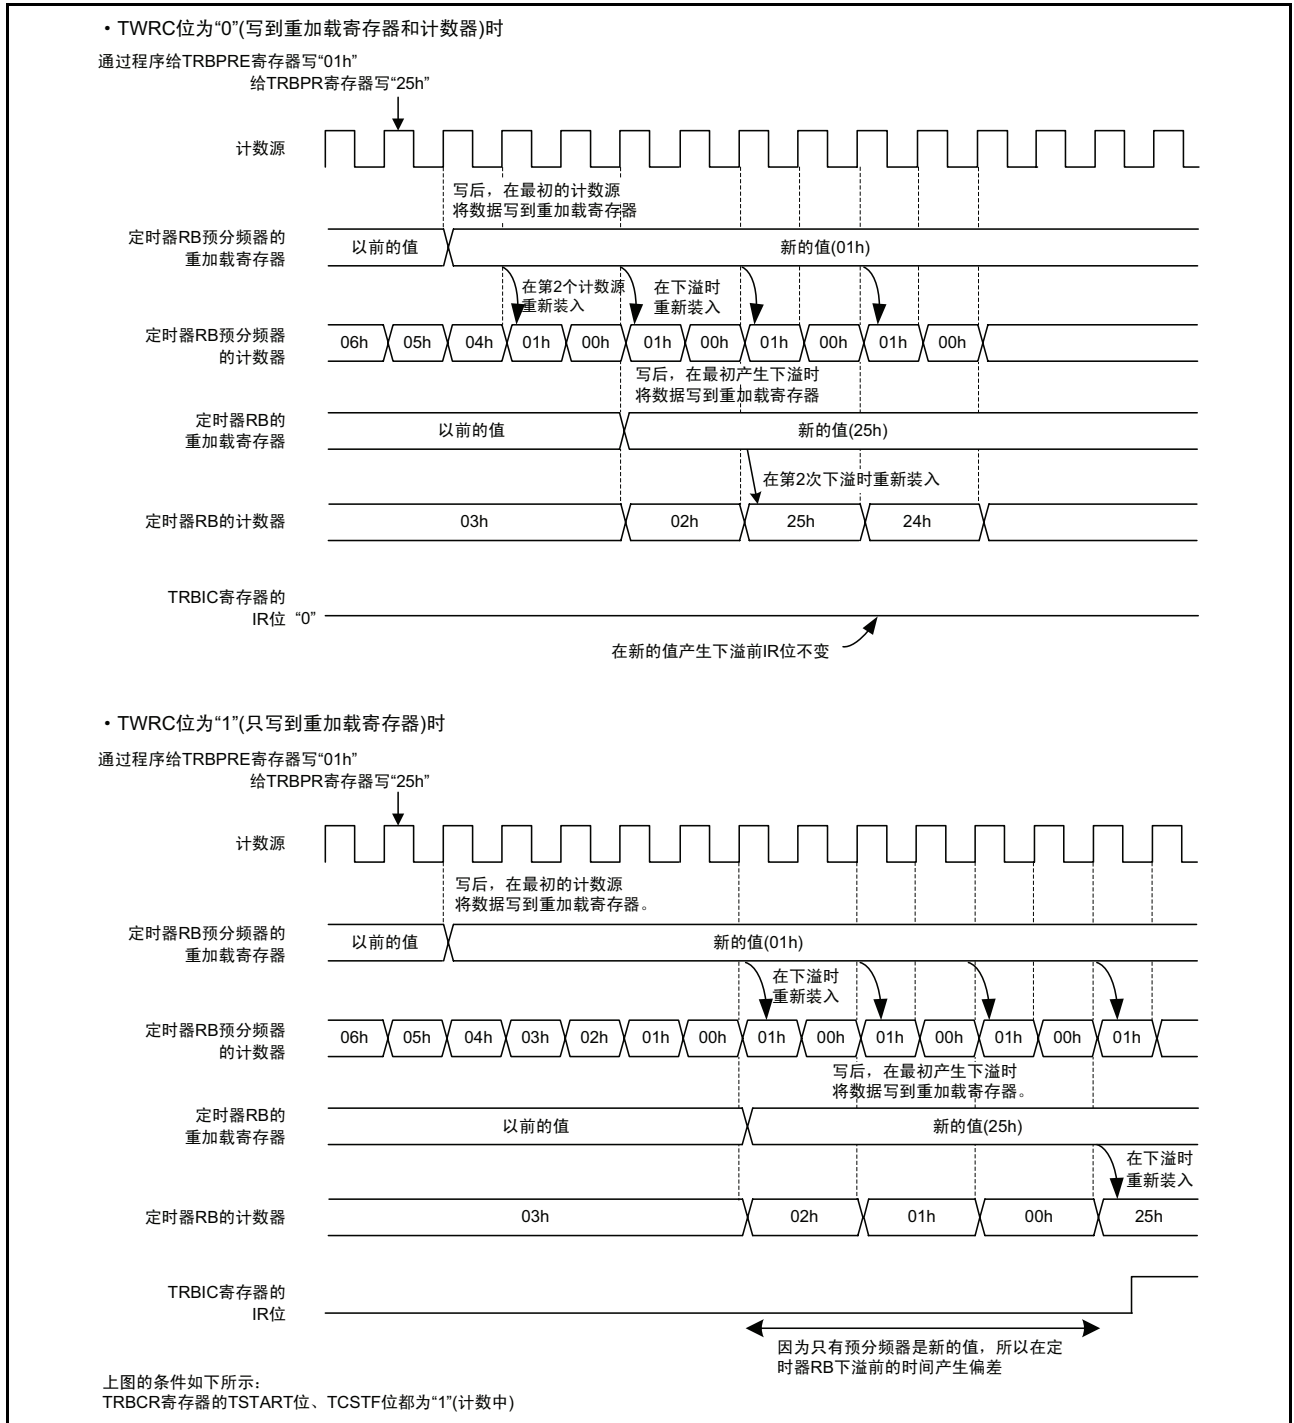 ・TWRC位为“0”(写到重加载寄存器和计数器)时
通过程序给TRBPRE寄存器写“01h”
给TRBPR寄存器写“25h”
计数源
写后，在最初的计数源
将数据写到重加载寄存器
定时器RB预分频器的
重加载寄存器
以前的值
新的值(01h)
在第2个计数源
重新装入
在下溢时
重新装入
定时器RB预分频器
的计数器
06h 05h 04h 01h 00h 01h 00h 01h 00h 01h 00h
写后，在最初产生下溢时
将数据写到重加载寄存器
定时器RB的
重加载寄存器
以前的值
新的值(25h)
在第2次下溢时重新装入
定时器RB的计数器
03h 02h 25h 24h
TRBIC寄存器的
IR位 “0”
在新的值产生下溢前IR位不变
・TWRC位为“1”(只写到重加载寄存器)时
通过程序给TRBPRE寄存器写“01h”
给TRBPR寄存器写“25h”
计数源
写后，在最初的计数源
将数据写到重加载寄存器。
定时器RB预分频器的
重加载寄存器
以前的值
新的值(01h)
在下溢时
重新装入
定时器RB预分频器
的计数器
06h 05h 04h 03h 02h 01h 00h 01h 00h 01h 00h 01h 00h 01h
写后，在最初产生下溢时
将数据写到重加载寄存器。
定时器RB的
重加载寄存器
以前的值
新的值(25h)
在下溢时
重新装入
定时器RB的计数器
03h 02h 01h 00h 25h
TRBIC寄存器的
IR位
因为只有预分频器是新的值，所以在定
时器RB下溢前的时间产生偏差
上图的条件如下所示：
TRBCR寄存器的TSTART位、TCSTF位都为“1”(计数中)